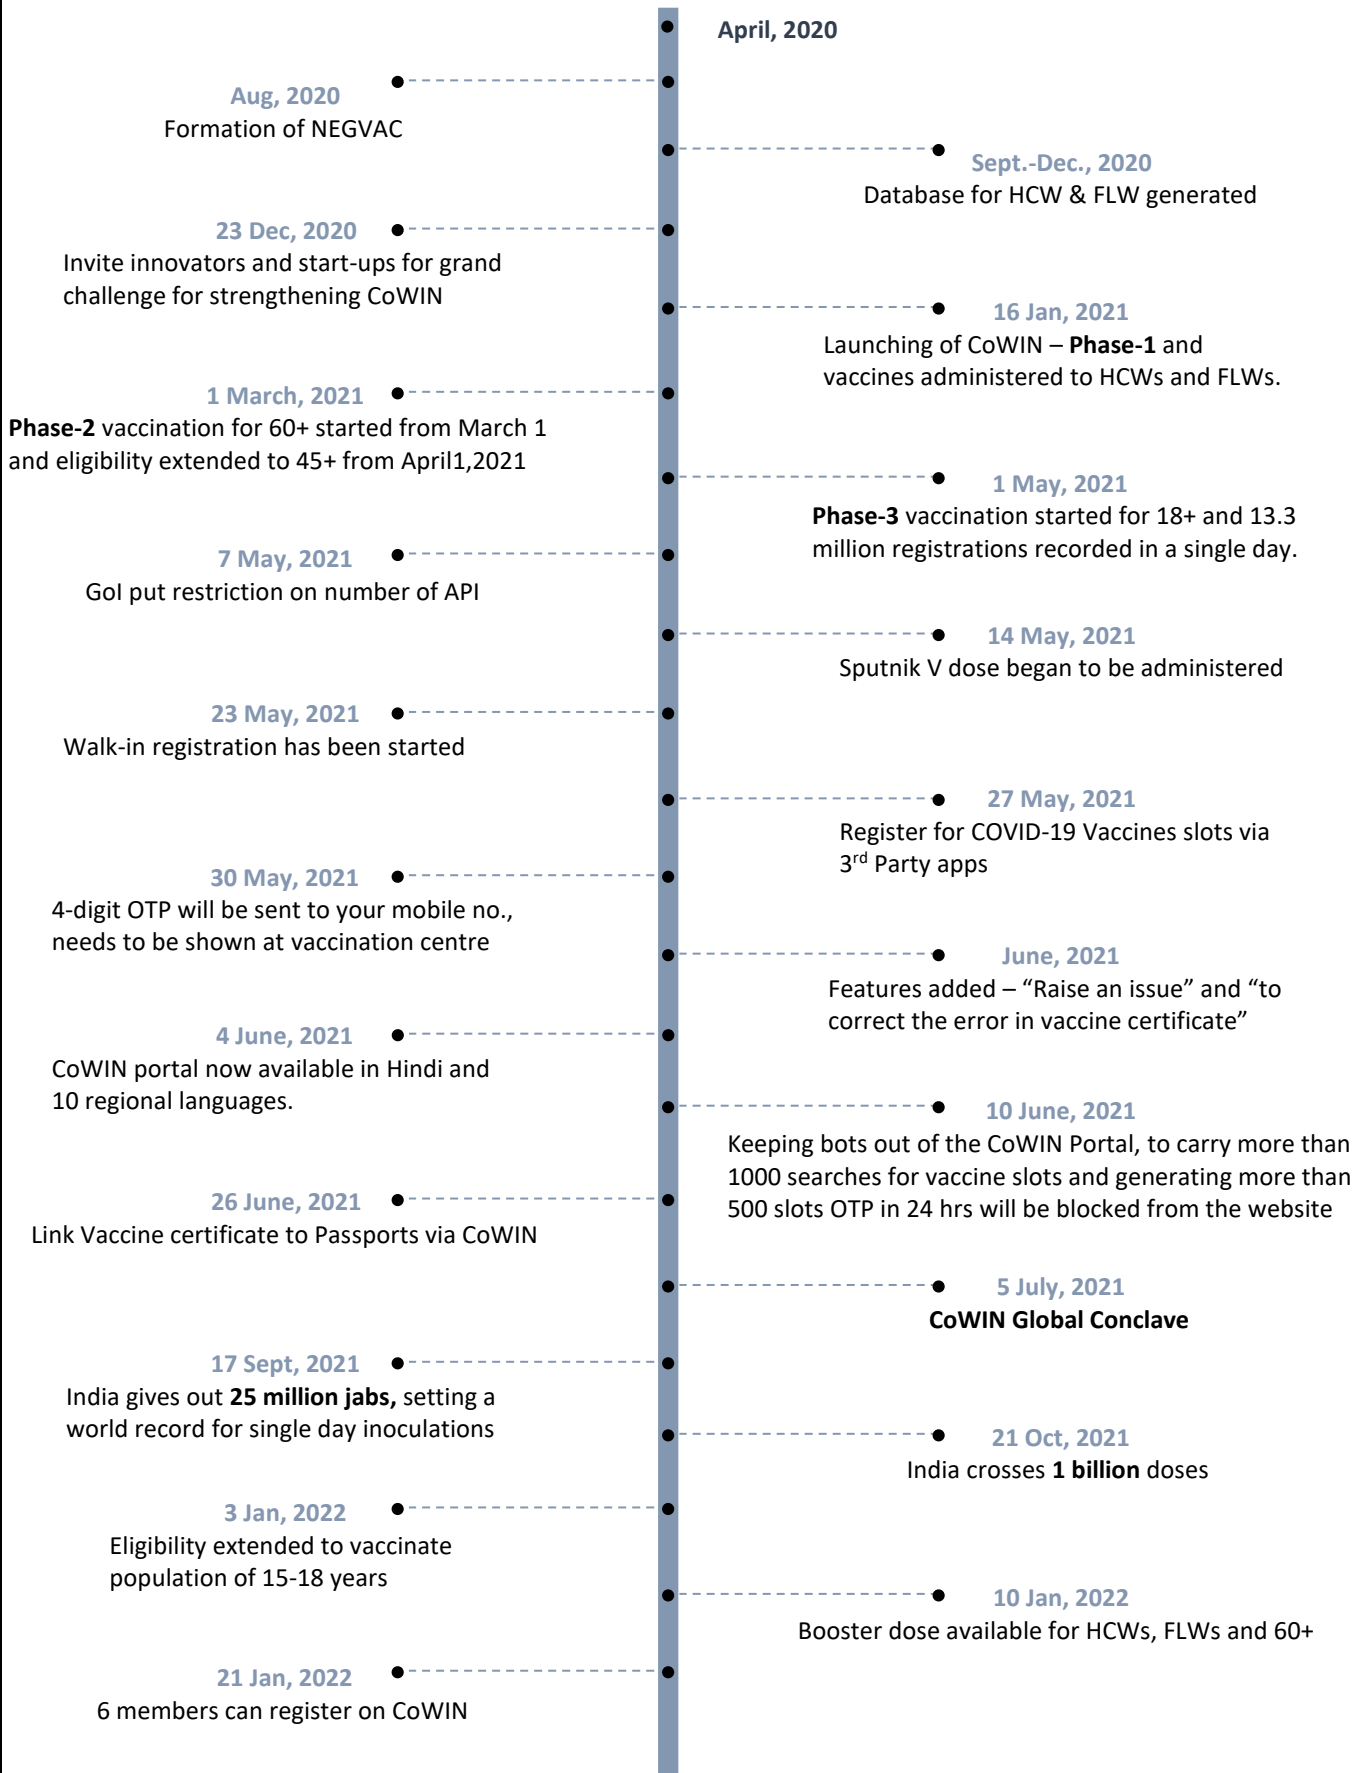 April, 2020
Aug, 2020
Formation of NEGVAC
Sept.-Dec., 2020
Database for HCW & FLW generated
23 Dec, 2020
Invite innovators and start-ups for grand
challenge for strengthening CoWIN
16 Jan, 2021
Launching of CoWIN – Phase-1 and
vaccines administered to HCWs and FLWs.
1 March, 2021
Phase-2 vaccination for 60+ started from March 1
and eligibility extended to 45+ from April1,2021
1 May, 2021
Phase-3 vaccination started for 18+ and 13.3
million registrations recorded in a single day.
7 May, 2021
GoI put restriction on number of API
14 May, 2021
Sputnik V dose began to be administered
23 May, 2021
Walk-in registration has been started
27 May, 2021
Register for COVID-19 Vaccines slots via
3rd Party apps
30 May, 2021
4-digit OTP will be sent to your mobile no.,
needs to be shown at vaccination centre
June, 2021
Features added – “Raise an issue” and “to
correct the error in vaccine certificate”
4 June, 2021
CoWIN portal now available in Hindi and
10 regional languages.
10 June, 2021
Keeping bots out of the CoWIN Portal, to carry more than
1000 searches for vaccine slots and generating more than
500 slots OTP in 24 hrs will be blocked from the website
26 June, 2021
Link Vaccine certificate to Passports via CoWIN
5 July, 2021
CoWIN Global Conclave
17 Sept, 2021
India gives out 25 million jabs, setting a
world record for single day inoculations
21 Oct, 2021
India crosses 1 billion doses
3 Jan, 2022
Eligibility extended to vaccinate
population of 15-18 years
10 Jan, 2022
Booster dose available for HCWs, FLWs and 60+
21 Jan, 2022
6 members can register on CoWIN